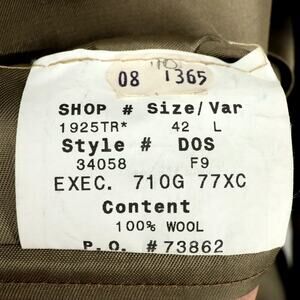 08 1365
SHOP # Size/Var
1925TR* 42 L
Style # DOS
34058 F9
EXEC. 710G 77XC
Content
100% WOOL
P.O. #73862